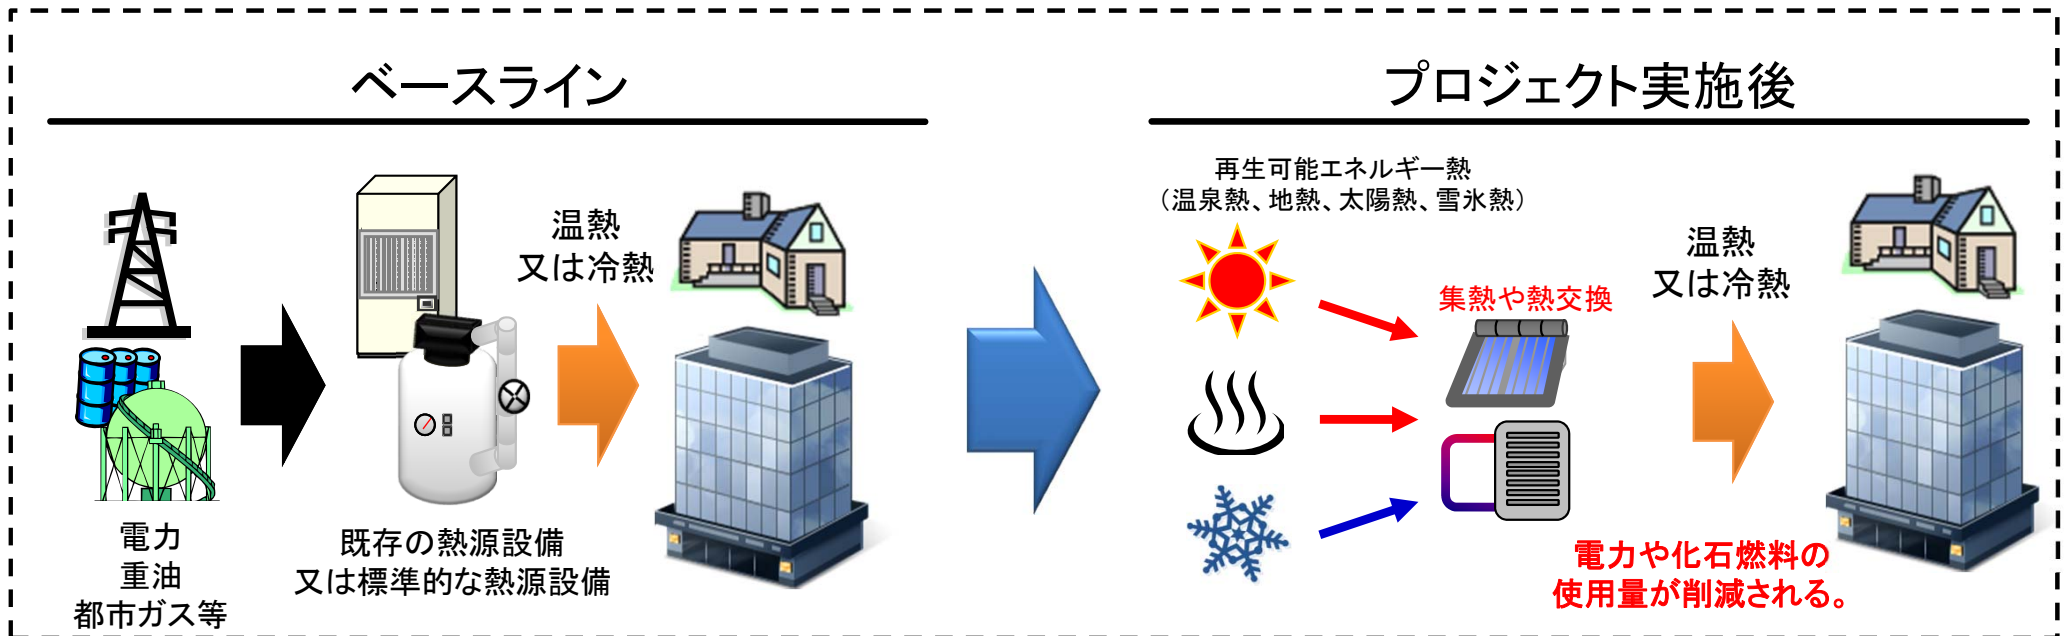 ベースライン
電力
重油
都市ガス等
既存の熱源設備
又は標準的な熱源設備
温熱
又は冷熱
プロジェクト実施後
再生可能エネルギー熱
（温泉熱、地熱、太陽熱、雪氷熱）
集熱や熱交換
温熱
又は冷熱
電力や化石燃料の
使用量が削減される。